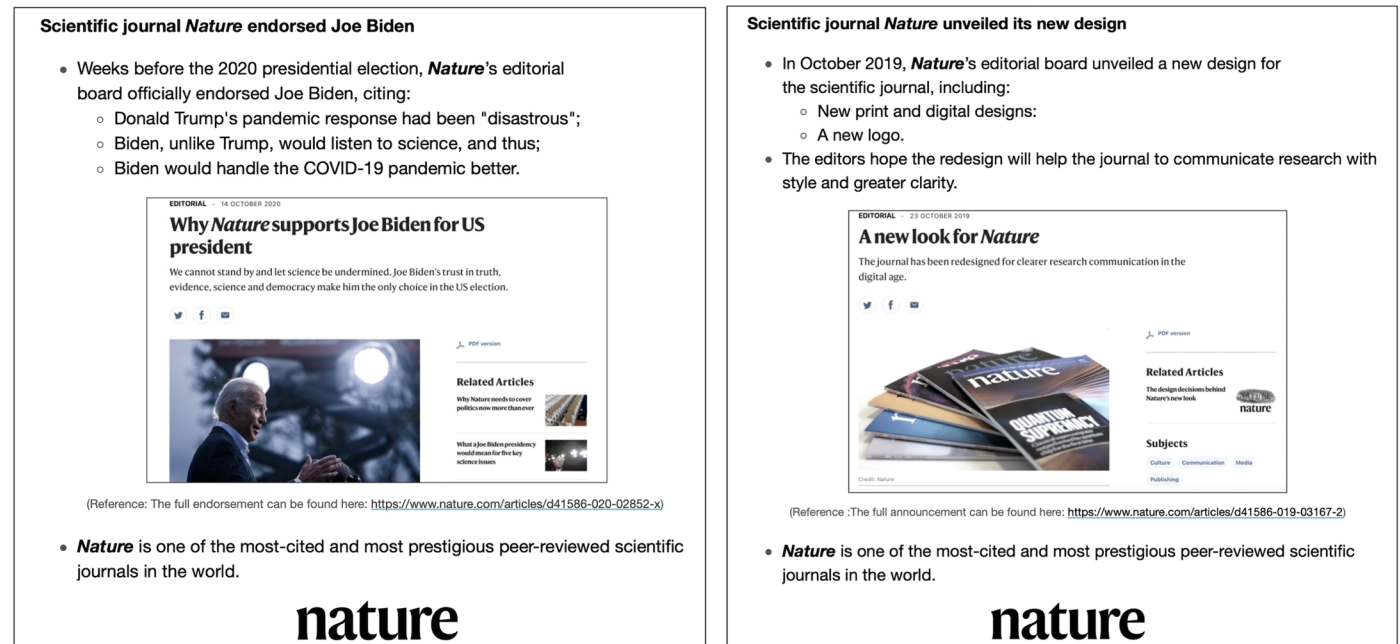 Scientific journal Nature endorsed Joe Biden
• Weeks before the 2020 presidential election, Nature's editorial
board officially endorsed Joe Biden, citing:
◦ Donald Trump's pandemic response had been "disastrous";
◦ Biden, unlike Trump, would listen to science, and thus;
◦ Biden would handle the COVID-19 pandemic better.
EDITORIAL · 14 OCTOBER 2020
Why Nature supports Joe Biden for US
president
We cannot stand by and let science be undermined. Joe Biden's trust in truth,
evidence, science and democracy make him the only choice in the US election.
PDF version
Related Articles
Why Nature needs to cover
politics now more than ever
What a Joe Biden presidency
would mean for five key
science issues
(Reference: The full endorsement can be found here: https://www.nature.com/articles/d41586-020-02852-x)
• Nature is one of the most-cited and most prestigious peer-reviewed scientific
journals in the world.
nature
Scientific journal Nature unveiled its new design
• In October 2019, Nature's editorial board unveiled a new design for
the scientific journal, including:
◦ New print and digital designs:
◦ A new logo.
• The editors hope the redesign will help the journal to communicate research with
style and greater clarity.
EDITORIAL · 23 OCTOBER 2019
A new look for Nature
The journal has been redesigned for clearer research communication in the
digital age.
nature
nature
QUANTUM
SUPREMACY
PDF version
Related Articles
The design decisions behind
Nature's new look
nature
Subjects
Culture Communication Media
Publishing
Credit: Nature
(Reference :The full announcement can be found here: https://www.nature.com/articles/d41586-019-03167-2)
• Nature is one of the most-cited and most prestigious peer-reviewed scientific
journals in the world.
nature